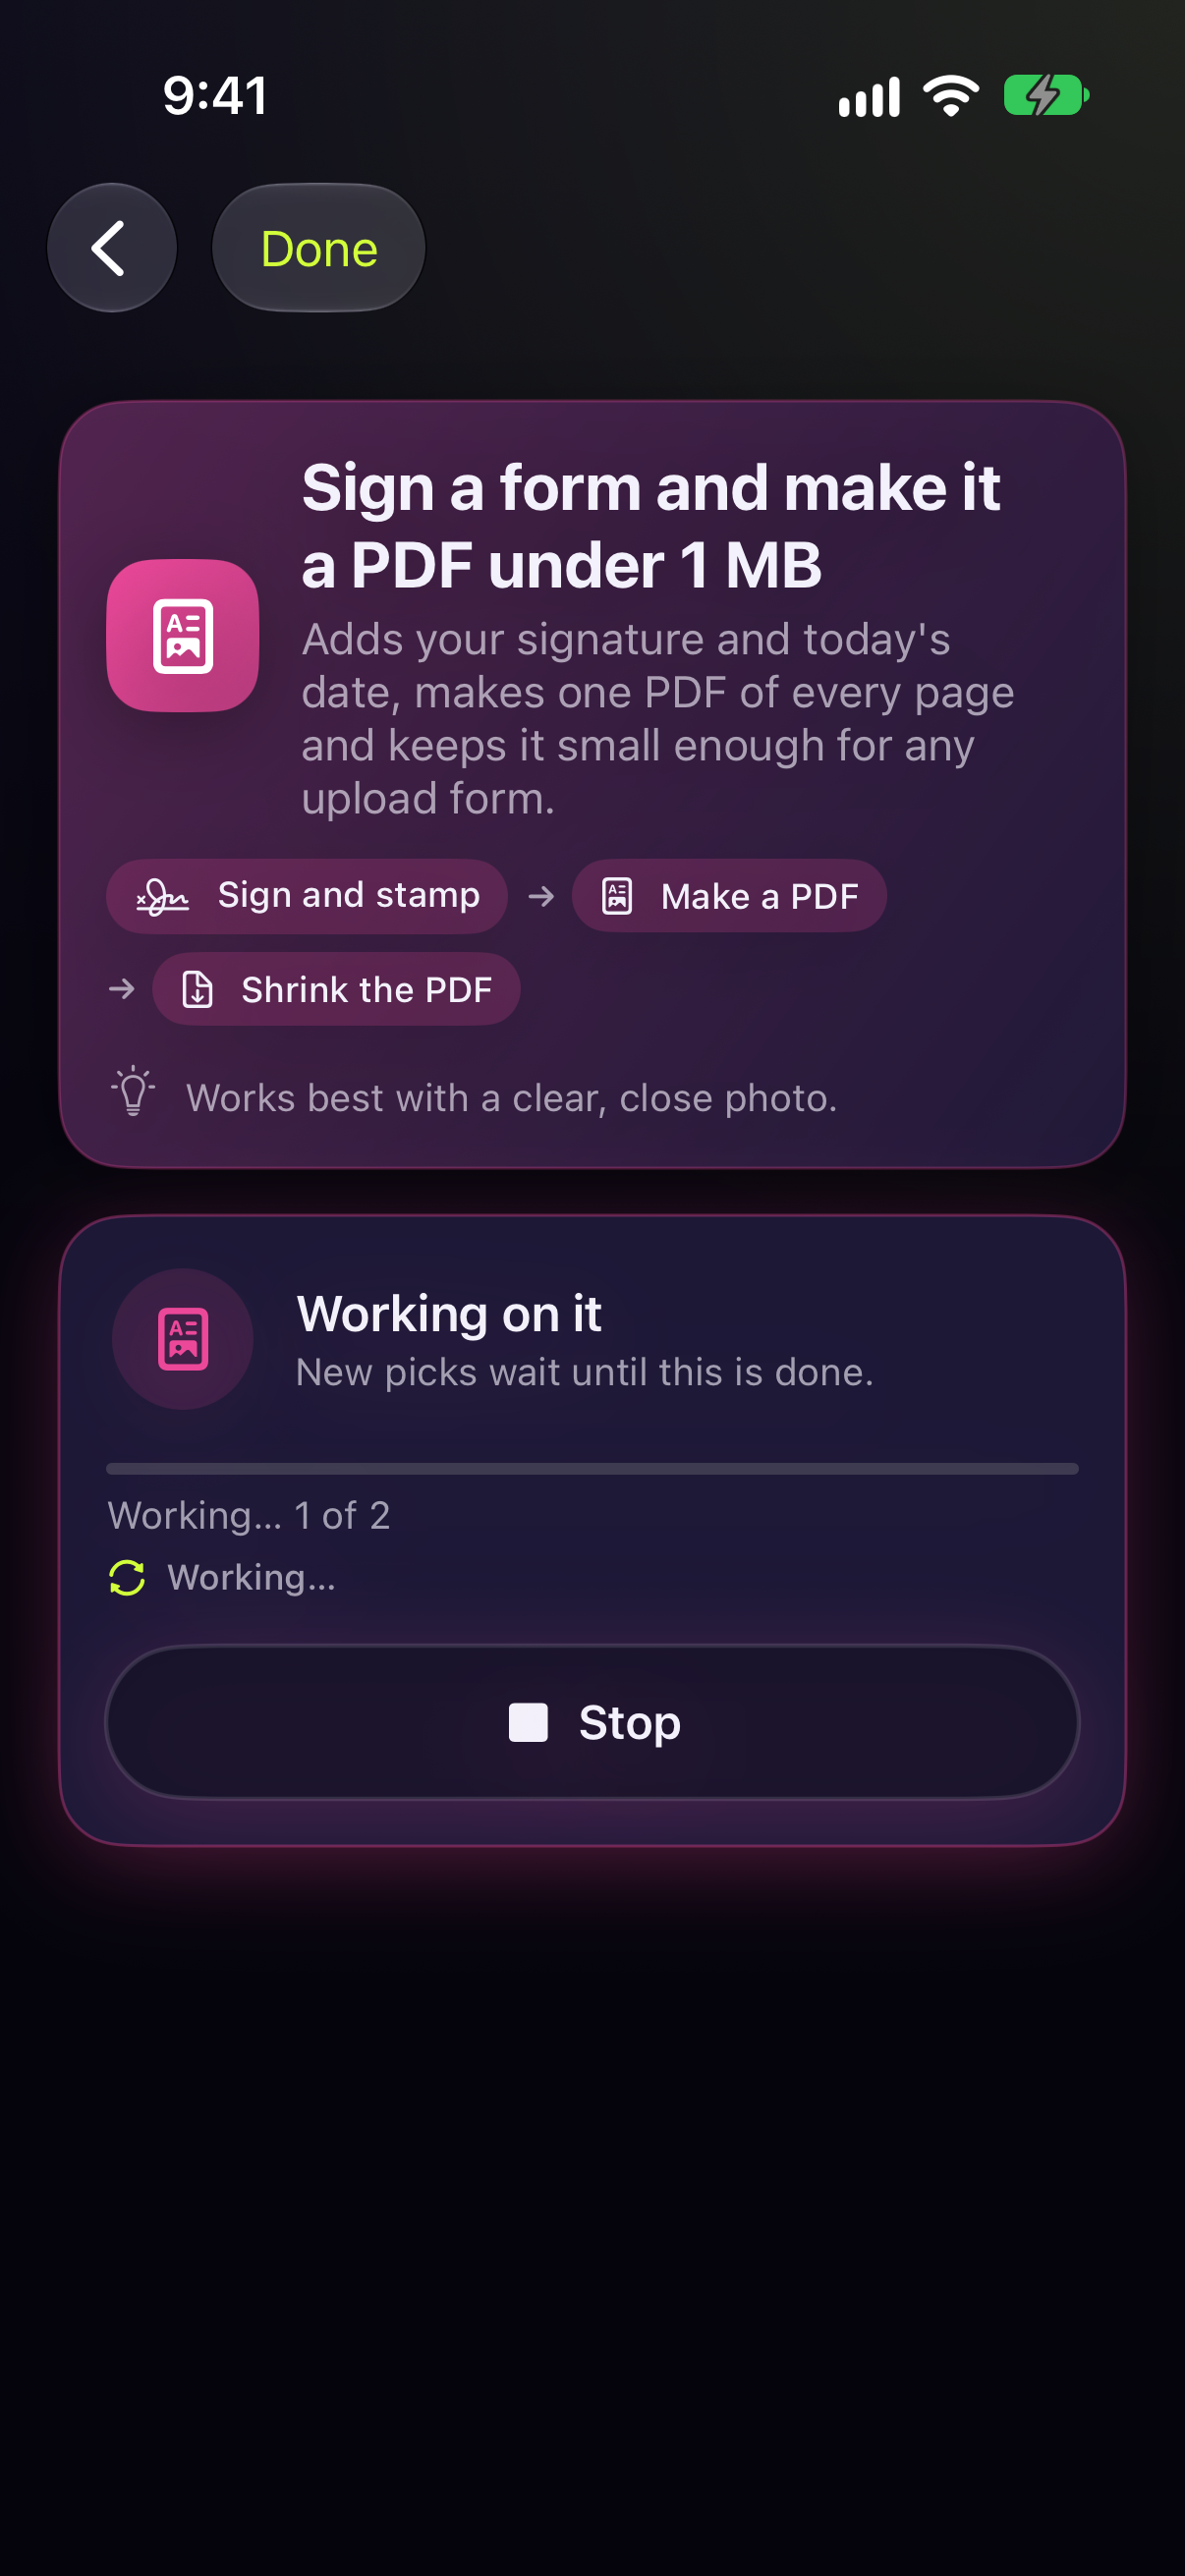 9:41
Done
Sign a form and make it
a PDF under 1 MB
Adds your signature and today's
date, makes one PDF of every page
and keeps it small enough for any
upload form.
Sign and stamp → Make a PDF
→ Shrink the PDF
Works best with a clear, close photo.
Working on it
New picks wait until this is done.
Working... 1 of 2
Working...
Stop